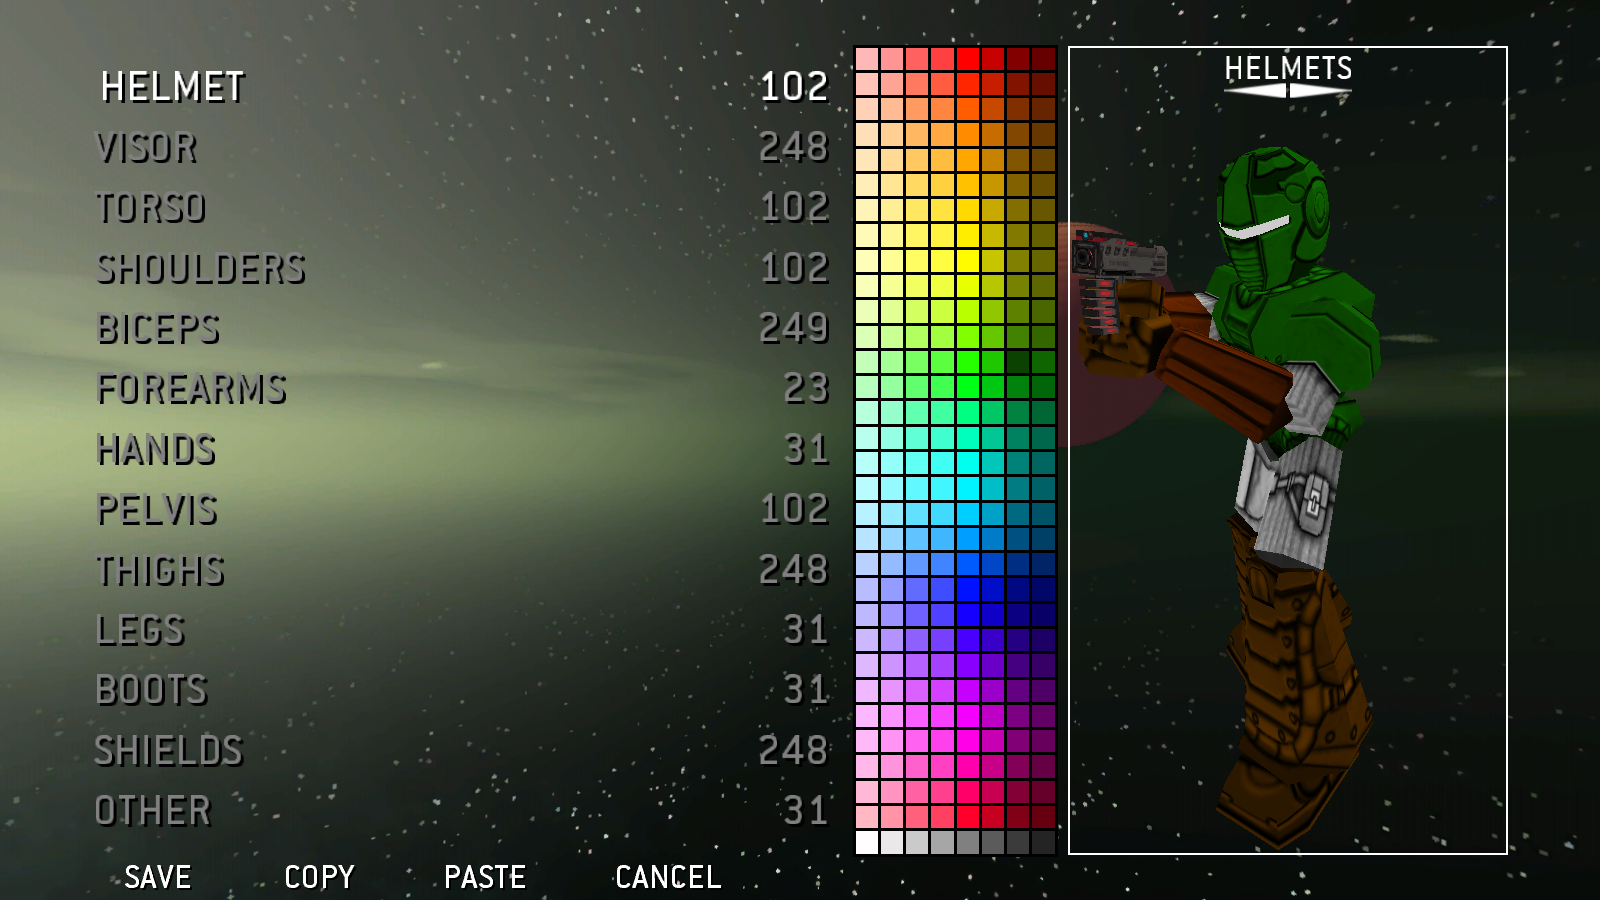 HELMETS
HELMET 102
VISOR 248
TORSO 102
SHOULDERS 102
BICEPS 249
FOREARMS 23
HANDS 31
PELVIS 102
THIGHS 248
LEGS 31
BOOTS 31
SHIELDS 248
OTHER 31
SAVE COPY PASTE CANCEL